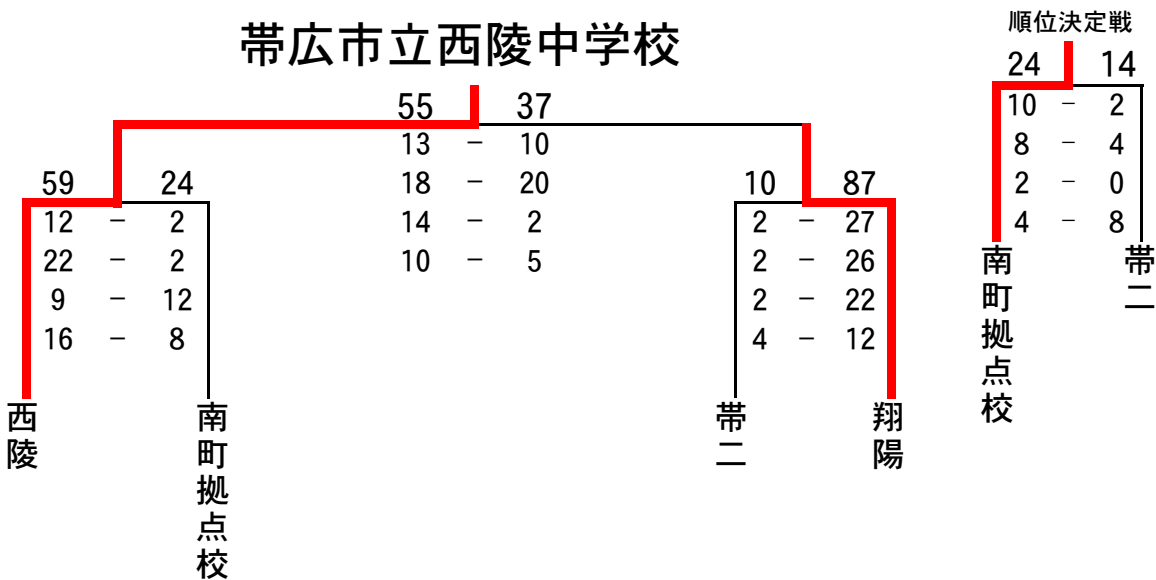 帯広市立西陵中学校
55 37
13 － 10
18 － 20
14 － 2
10 － 5
59 24
12 － 2
22 － 2
9 － 12
16 － 8
西陵
南町拠点校
10 87
2 － 27
2 － 26
2 － 22
4 － 12
帯二
翔陽
順位決定戦
24 14
10 － 2
8 － 4
2 － 0
4 － 8
南町拠点校
帯二